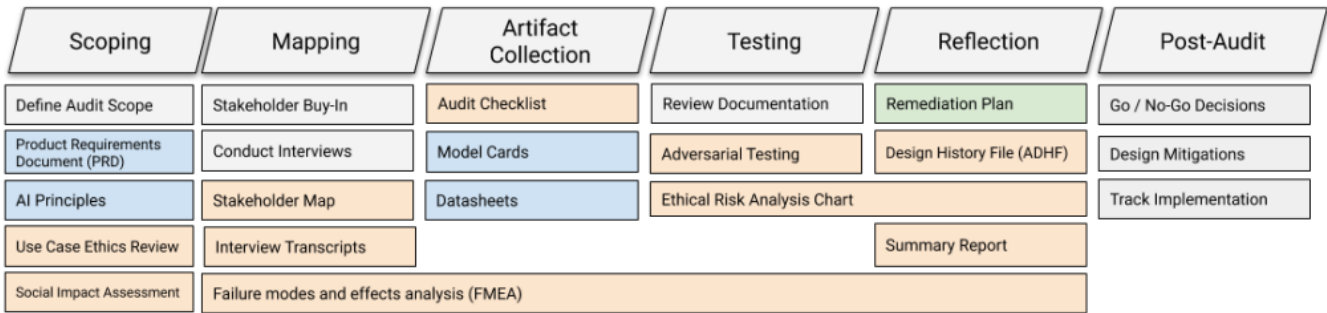 Scoping
Mapping
Artifact
Collection
Testing
Reflection
Post-Audit
Define Audit Scope
Stakeholder Buy-In
Audit Checklist
Review Documentation
Remediation Plan
Go / No-Go Decisions
Product Requirements
Document (PRD)
Conduct Interviews
Model Cards
Adversarial Testing
Design History File (ADHF)
Design Mitigations
AI Principles
Stakeholder Map
Datasheets
Ethical Risk Analysis Chart
Track Implementation
Use Case Ethics Review
Interview Transcripts
Summary Report
Social Impact Assessment
Failure modes and effects analysis (FMEA)